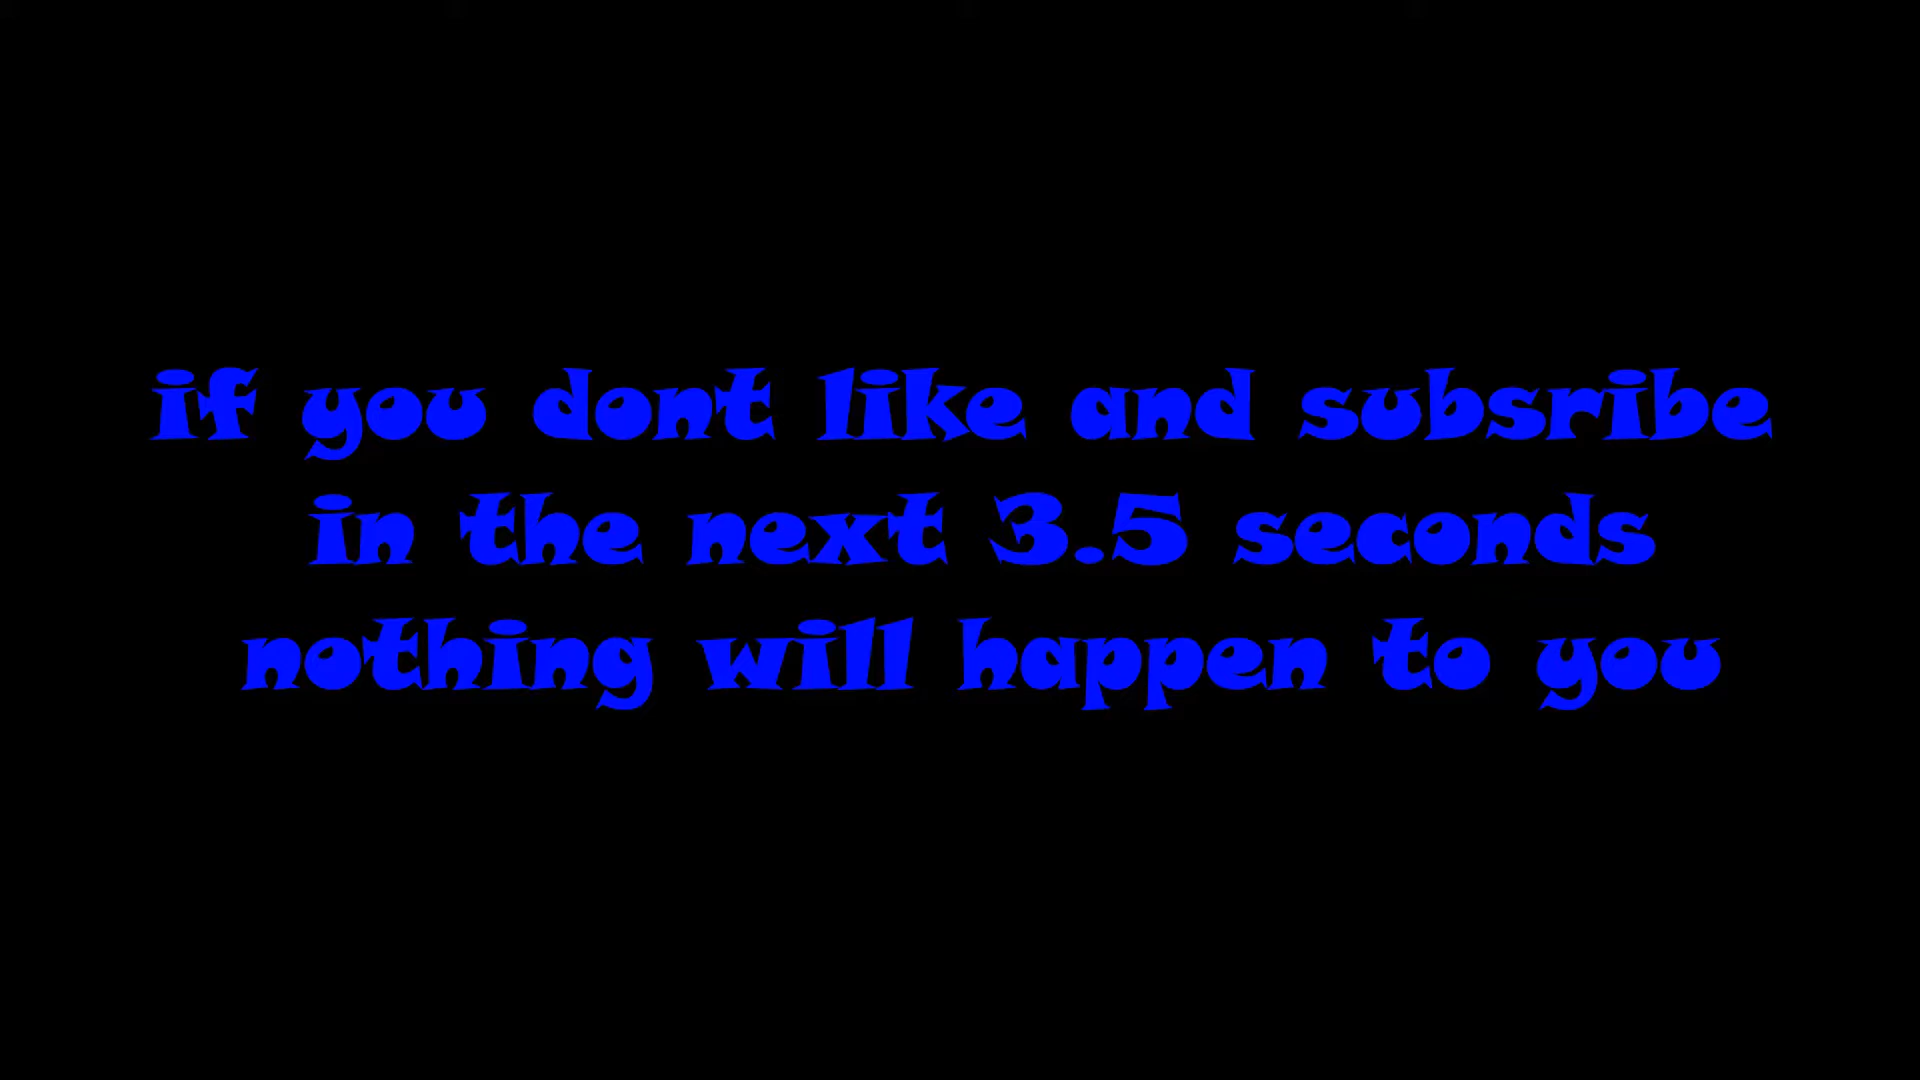 if you dont like and subsribe
in the next 3.5 seconds
nothing will happen to you